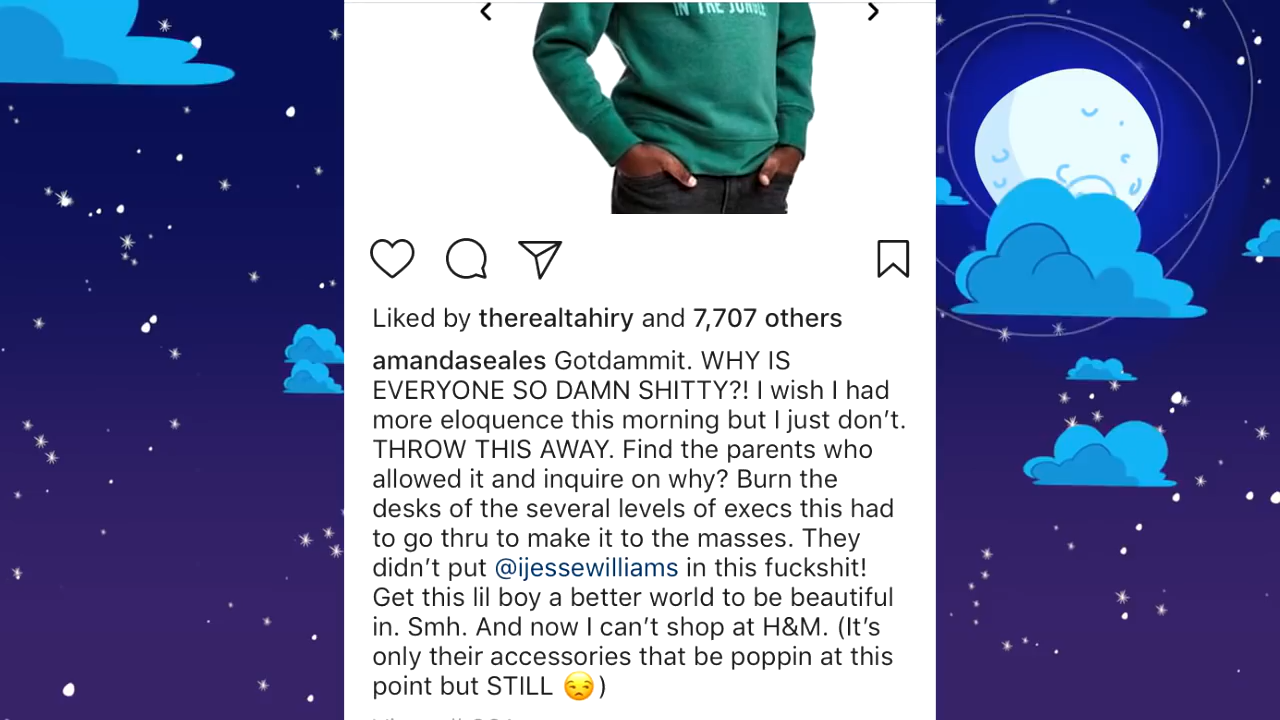 IN THE JUNGLE
Liked by therealtahiry and 7,707 others
amandaseales Gotdammit. WHY IS
EVERYONE SO DAMN SHITTY?! I wish I had
more eloquence this morning but I just don’t.
THROW THIS AWAY. Find the parents who
allowed it and inquire on why? Burn the
desks of the several levels of execs this had
to go thru to make it to the masses. They
didn’t put @ijessewilliams in this fuckshit!
Get this lil boy a better world to be beautiful
in. Smh. And now I can’t shop at H&M. (It’s
only their accessories that be poppin at this
point but STILL 😒)